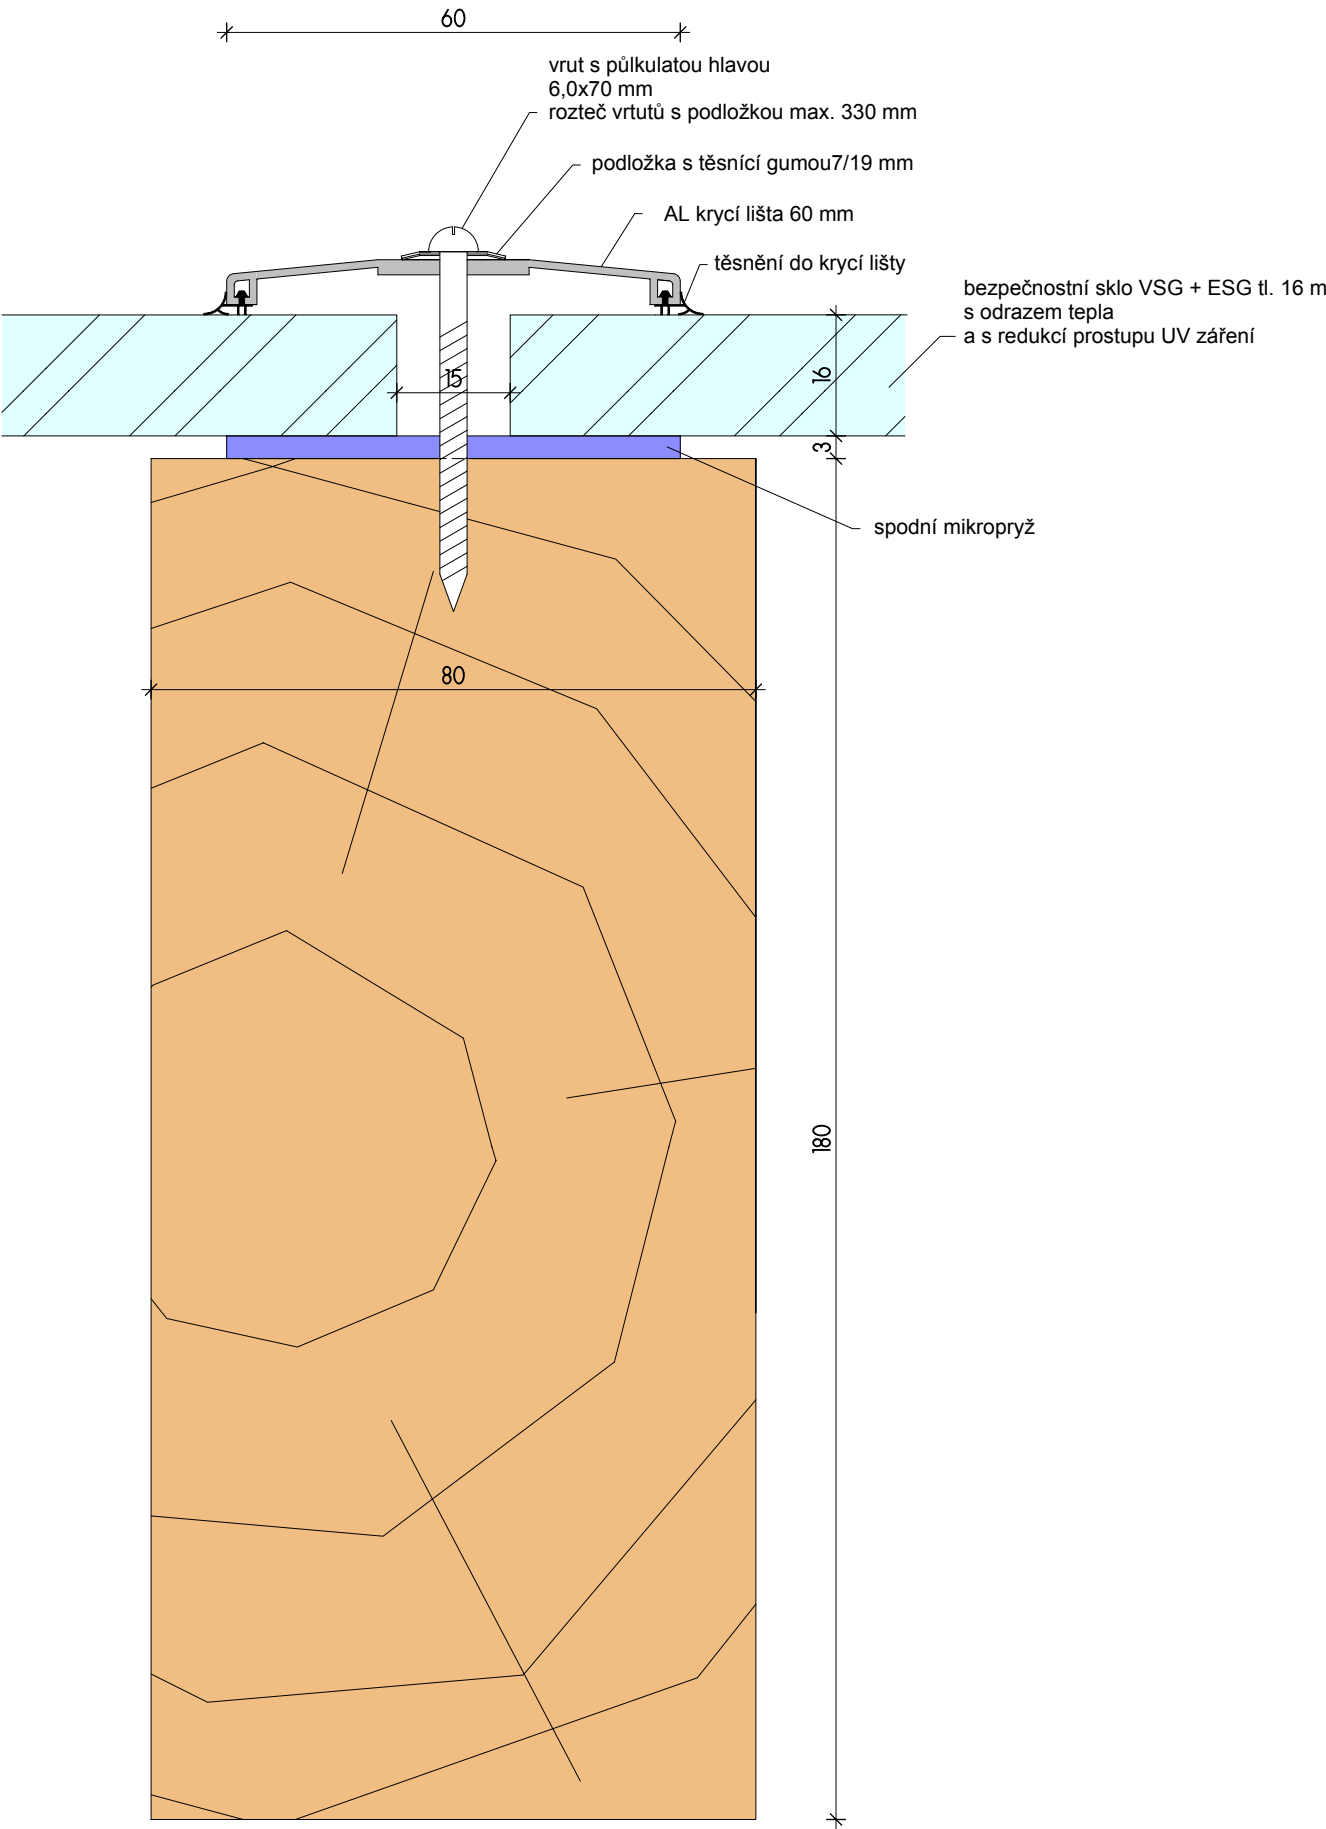 60
vrut s půlkulatou hlavou
6,0x70 mm
rozteč vrtutů s podložkou max. 330 mm
podložka s těsnící gumou7/19 mm
AL krycí lišta 60 mm
těsnění do krycí lišty
bezpečnostní sklo VSG + ESG tl. 16 m
s odrazem tepla
a s redukcí prostupu UV záření
16
15
3
spodní mikropryž
80
180